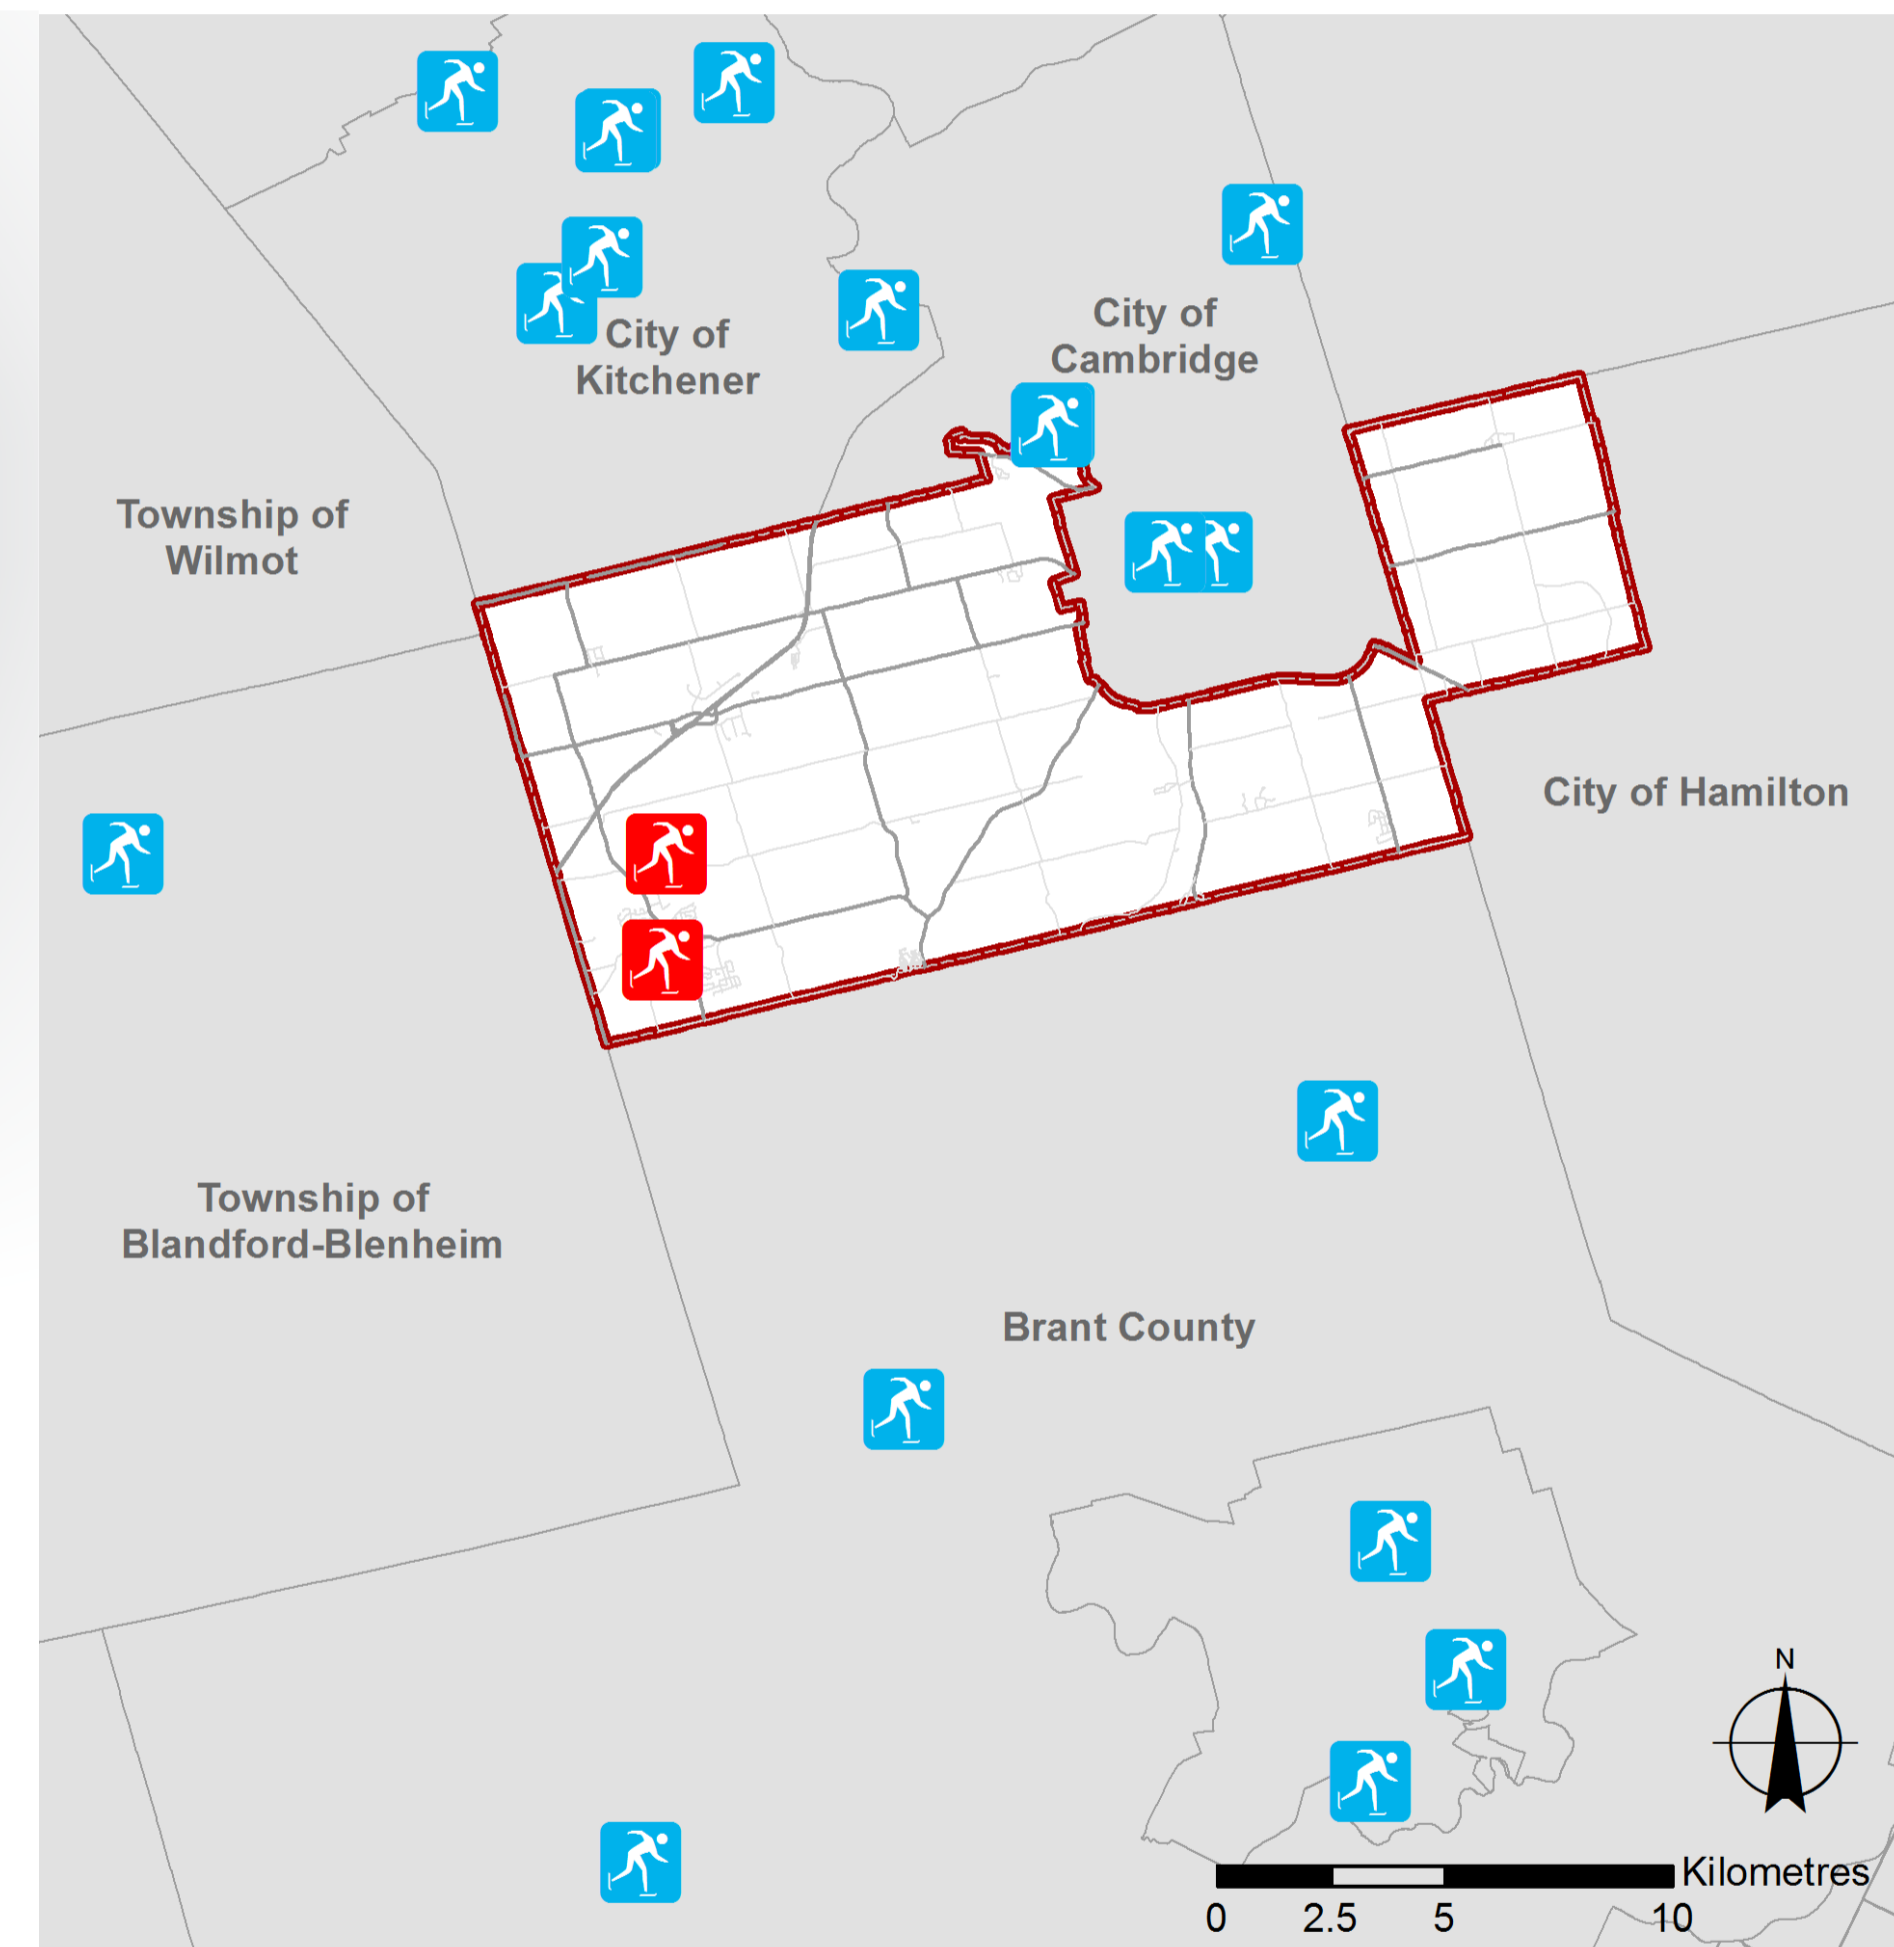 City of
Kitchener
City of
Cambridge
Township of
Wilmot
City of Hamilton
Township of
Blandford-Blenheim
Brant County
N
Kilometres
0 2.5 5 10